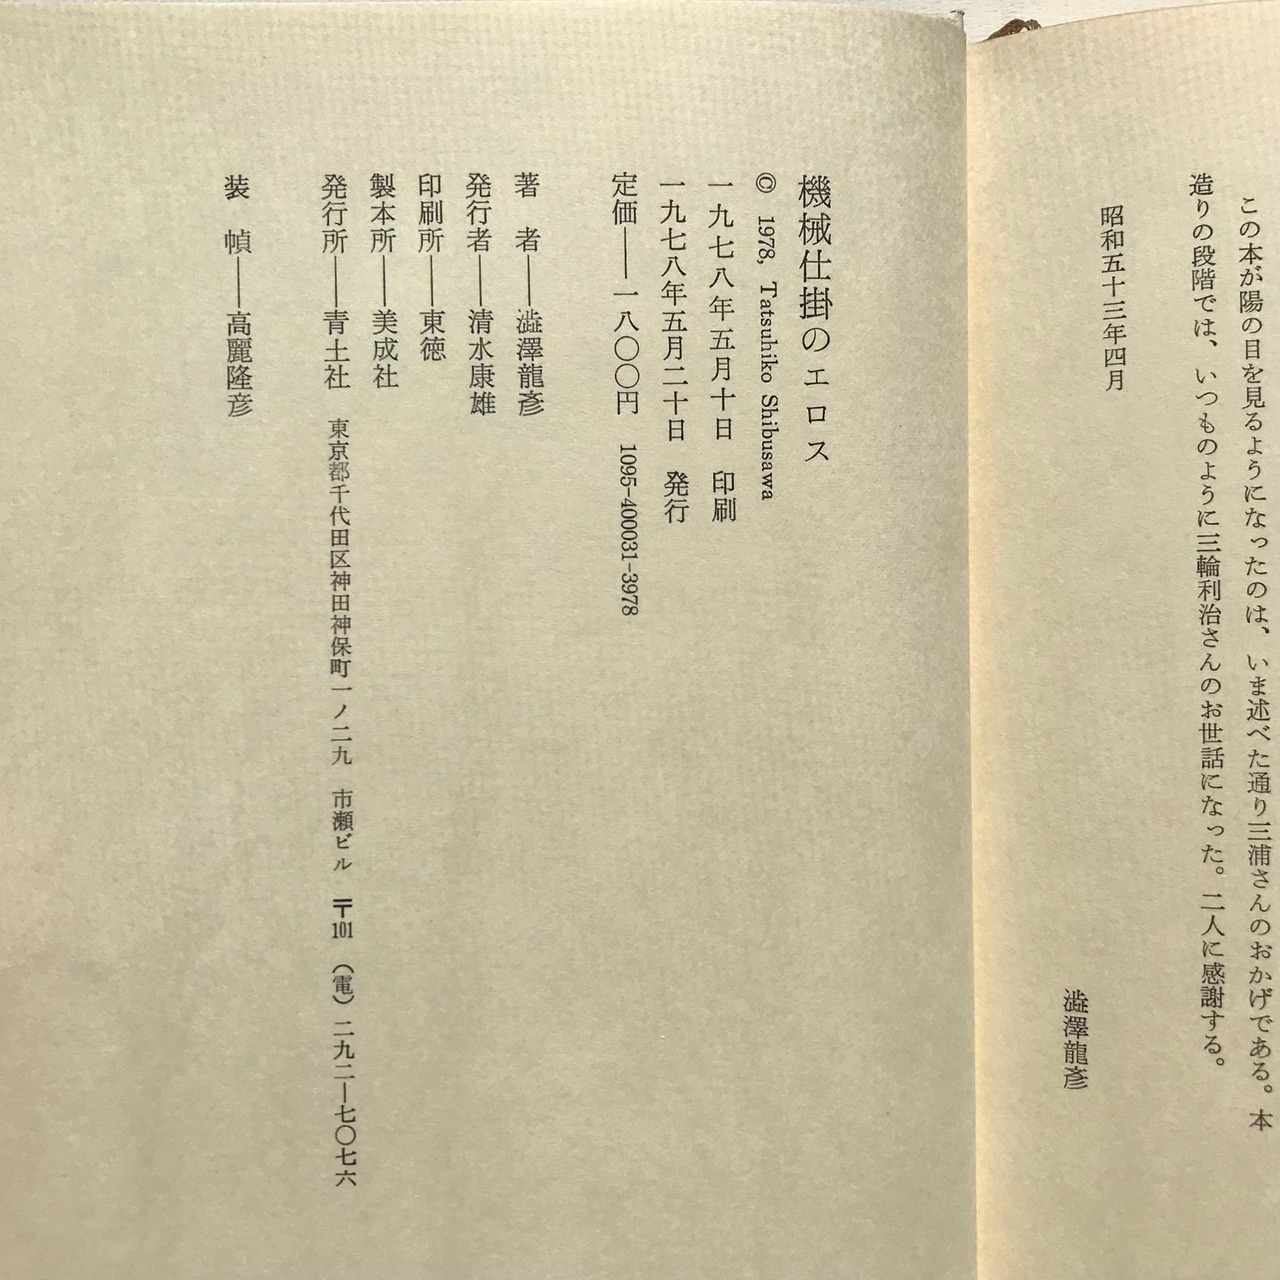 この本が陽の目を見るようになったのは、いま述べた通り三浦さんのおかげである。本
造りの段階では、いつものように三輪利治さんのお世話になった。二人に感謝する。
昭和五十三年四月
澁澤龍彥
機械仕掛のエロス
© 1978, Tatsuhiko Shibusawa
一九七八年五月十日 印刷
一九七八年五月二十日 発行
定価――一八〇〇円 1095-400031-3978
著 者――澁澤龍彥
発行者――清水康雄
印刷所――東徳
製本所――美成社
発行所――青土社 東京都千代田区神田神保町一ノ二九 市瀬ビル 〒101 (電)二九二―七〇七六
装 幀――高麗隆彦